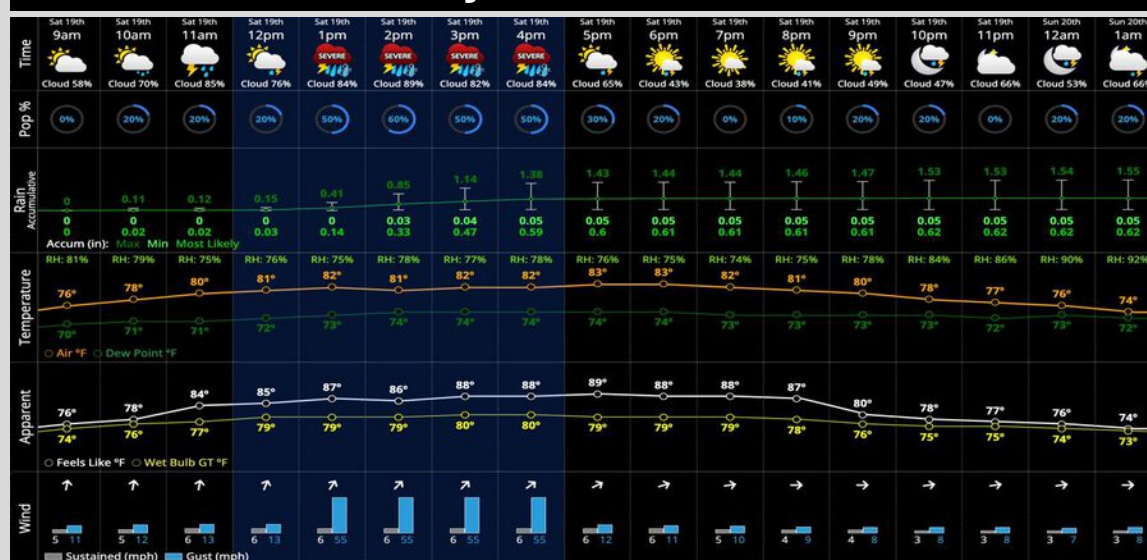 Sat 19th Sat 19th Sat 19th Sat 19th Sat 19th Sat 19th Sat 19th Sat 19th Sat 19th Sat 19th Sat 19th Sat 19th Sat 19th Sat 19th Sat 19th Sun 20th Sun 20th
Time 9am 10am 11am 12pm 1pm 2pm 3pm 4pm 5pm 6pm 7pm 8pm 9pm 10pm 11pm 12am 1am
SEVERE SEVERE SEVERE SEVERE
Cloud 58% Cloud 70% Cloud 85% Cloud 76% Cloud 84% Cloud 89% Cloud 82% Cloud 84% Cloud 65% Cloud 43% Cloud 38% Cloud 41% Cloud 49% Cloud 47% Cloud 66% Cloud 53% Cloud 66
Pop % 0% 20% 20% 20% 50% 60% 50% 50% 30% 20% 0% 10% 20% 20% 0% 20% 20%
Rain Accumulative
0 0.11 0.12 0.15 0.41 0.85 1.14 1.38 1.43 1.44 1.44 1.46 1.47 1.53 1.53 1.54 1.55
0 0 0 0 0 0.03 0.04 0.05 0.05 0.05 0.05 0.05 0.05 0.05 0.05 0.05 0.05
0 0.02 0.02 0.03 0.14 0.33 0.47 0.59 0.6 0.61 0.61 0.61 0.61 0.62 0.62 0.62 0.62
Accum (in): Max Min Most Likely
RH: 81% RH: 79% RH: 75% RH: 76% RH: 75% RH: 78% RH: 77% RH: 78% RH: 76% RH: 75% RH: 74% RH: 75% RH: 78% RH: 84% RH: 86% RH: 90% RH: 92%
Temperature
76° 78° 80° 81° 82° 81° 82° 82° 83° 83° 82° 81° 80° 78° 77° 76° 74°
70° 71° 71° 72° 73° 74° 74° 74° 74° 74° 73° 73° 73° 73° 72° 73° 72°
Air °F Dew Point °F
Apparent
76° 78° 84° 85° 87° 86° 88° 88° 89° 88° 88° 87° 80° 78° 77° 76° 74°
74° 76° 77° 79° 79° 79° 80° 80° 79° 79° 79° 78° 76° 75° 75° 74° 73°
Feels Like °F Wet Bulb GT °F
Wind
5 11 5 12 6 13 6 13 6 55 6 55 6 55 6 55 6 12 6 11 5 10 4 9 4 8 3 8 3 8 3 7 3 8
Sustained (mph) Gust (mph)